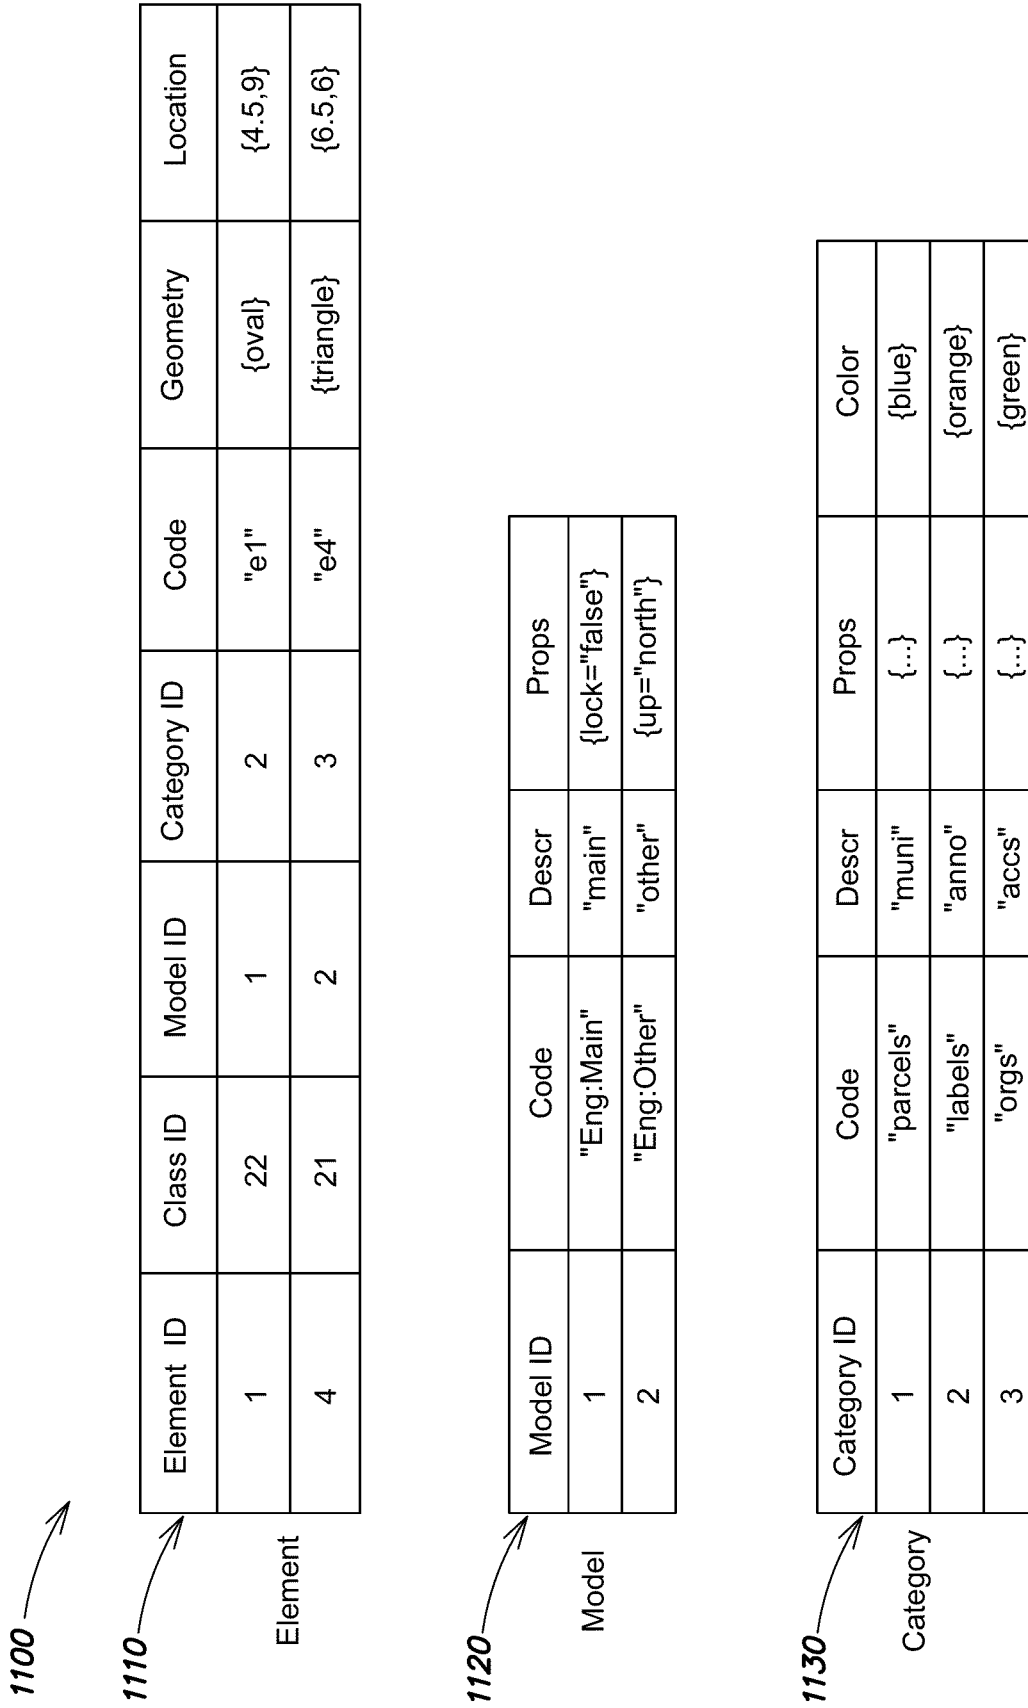 1100
1110
Element
Element ID Class ID Model ID Category ID Code Geometry Location
1 22 1 2 "e1" {oval} {4.5,9}
4 21 2 3 "e4" {triangle} {6.5,6}
1120
Model
Model ID Code Descr Props
1 "Eng:Main" "main" {lock="false"}
2 "Eng:Other" "other" {up="north"}
1130
Category
Category ID Code Descr Props Color
1 "parcels" "muni" {...} {blue}
2 "labels" "anno" {...} {orange}
3 "orgs" "accs" {...} {green}